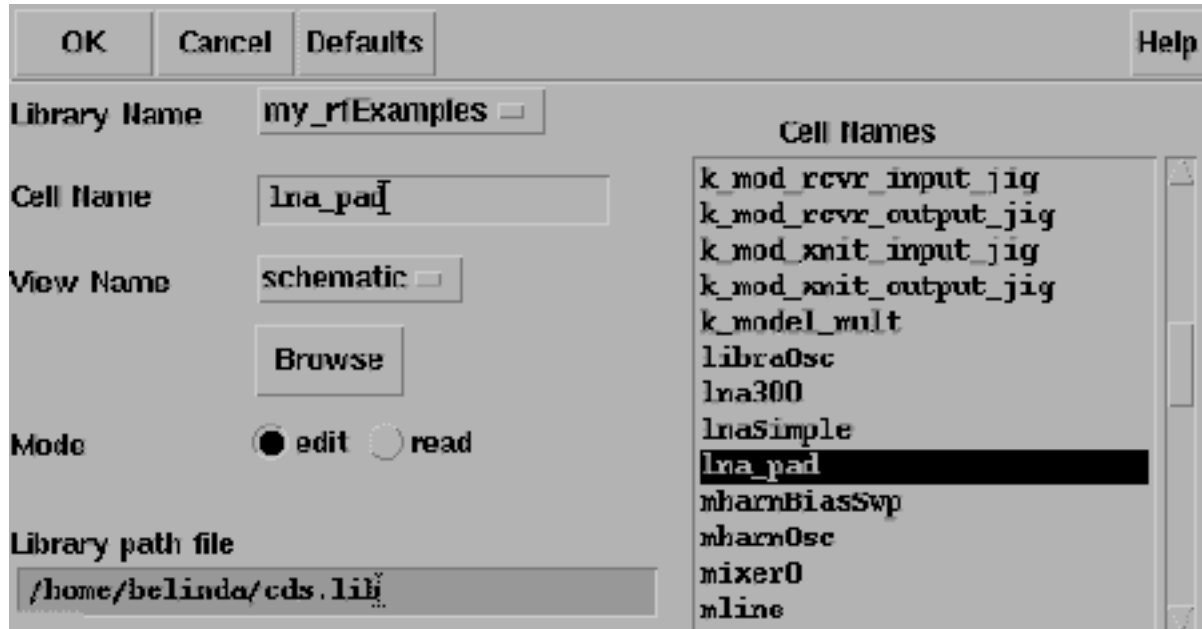 OK Cancel Defaults Help
Library Name my_rfExamples
Cell Name lna_pad
View Name schematic
Browse
Mode edit read
Library path file
/home/belinda/cds.lib
Cell Names
k_mod_rcvr_input_jig
k_mod_rcvr_output_jig
k_mod_xmit_input_jig
k_mod_xmit_output_jig
k_model_mult
libraOsc
lna300
lnaSimple
lna_pad
mharmBiasSwp
mharmOsc
mixer0
mline